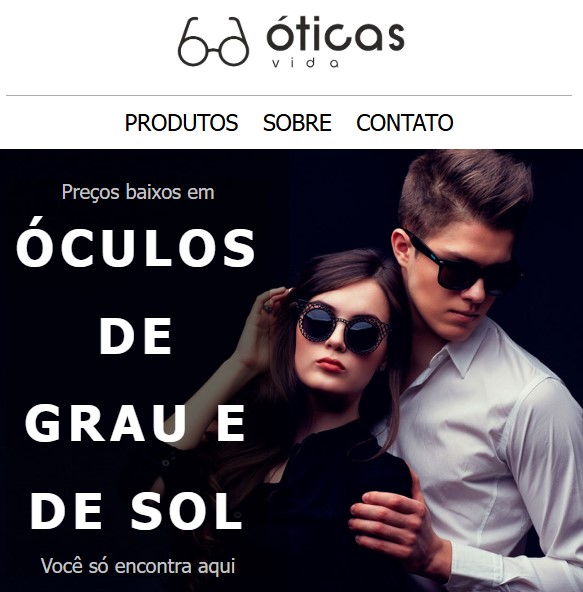 óticas
vida
PRODUTOS SOBRE CONTATO
Preços baixos em
ÓCULOS
DE
GRAU E
DE SOL
Você só encontra aqui